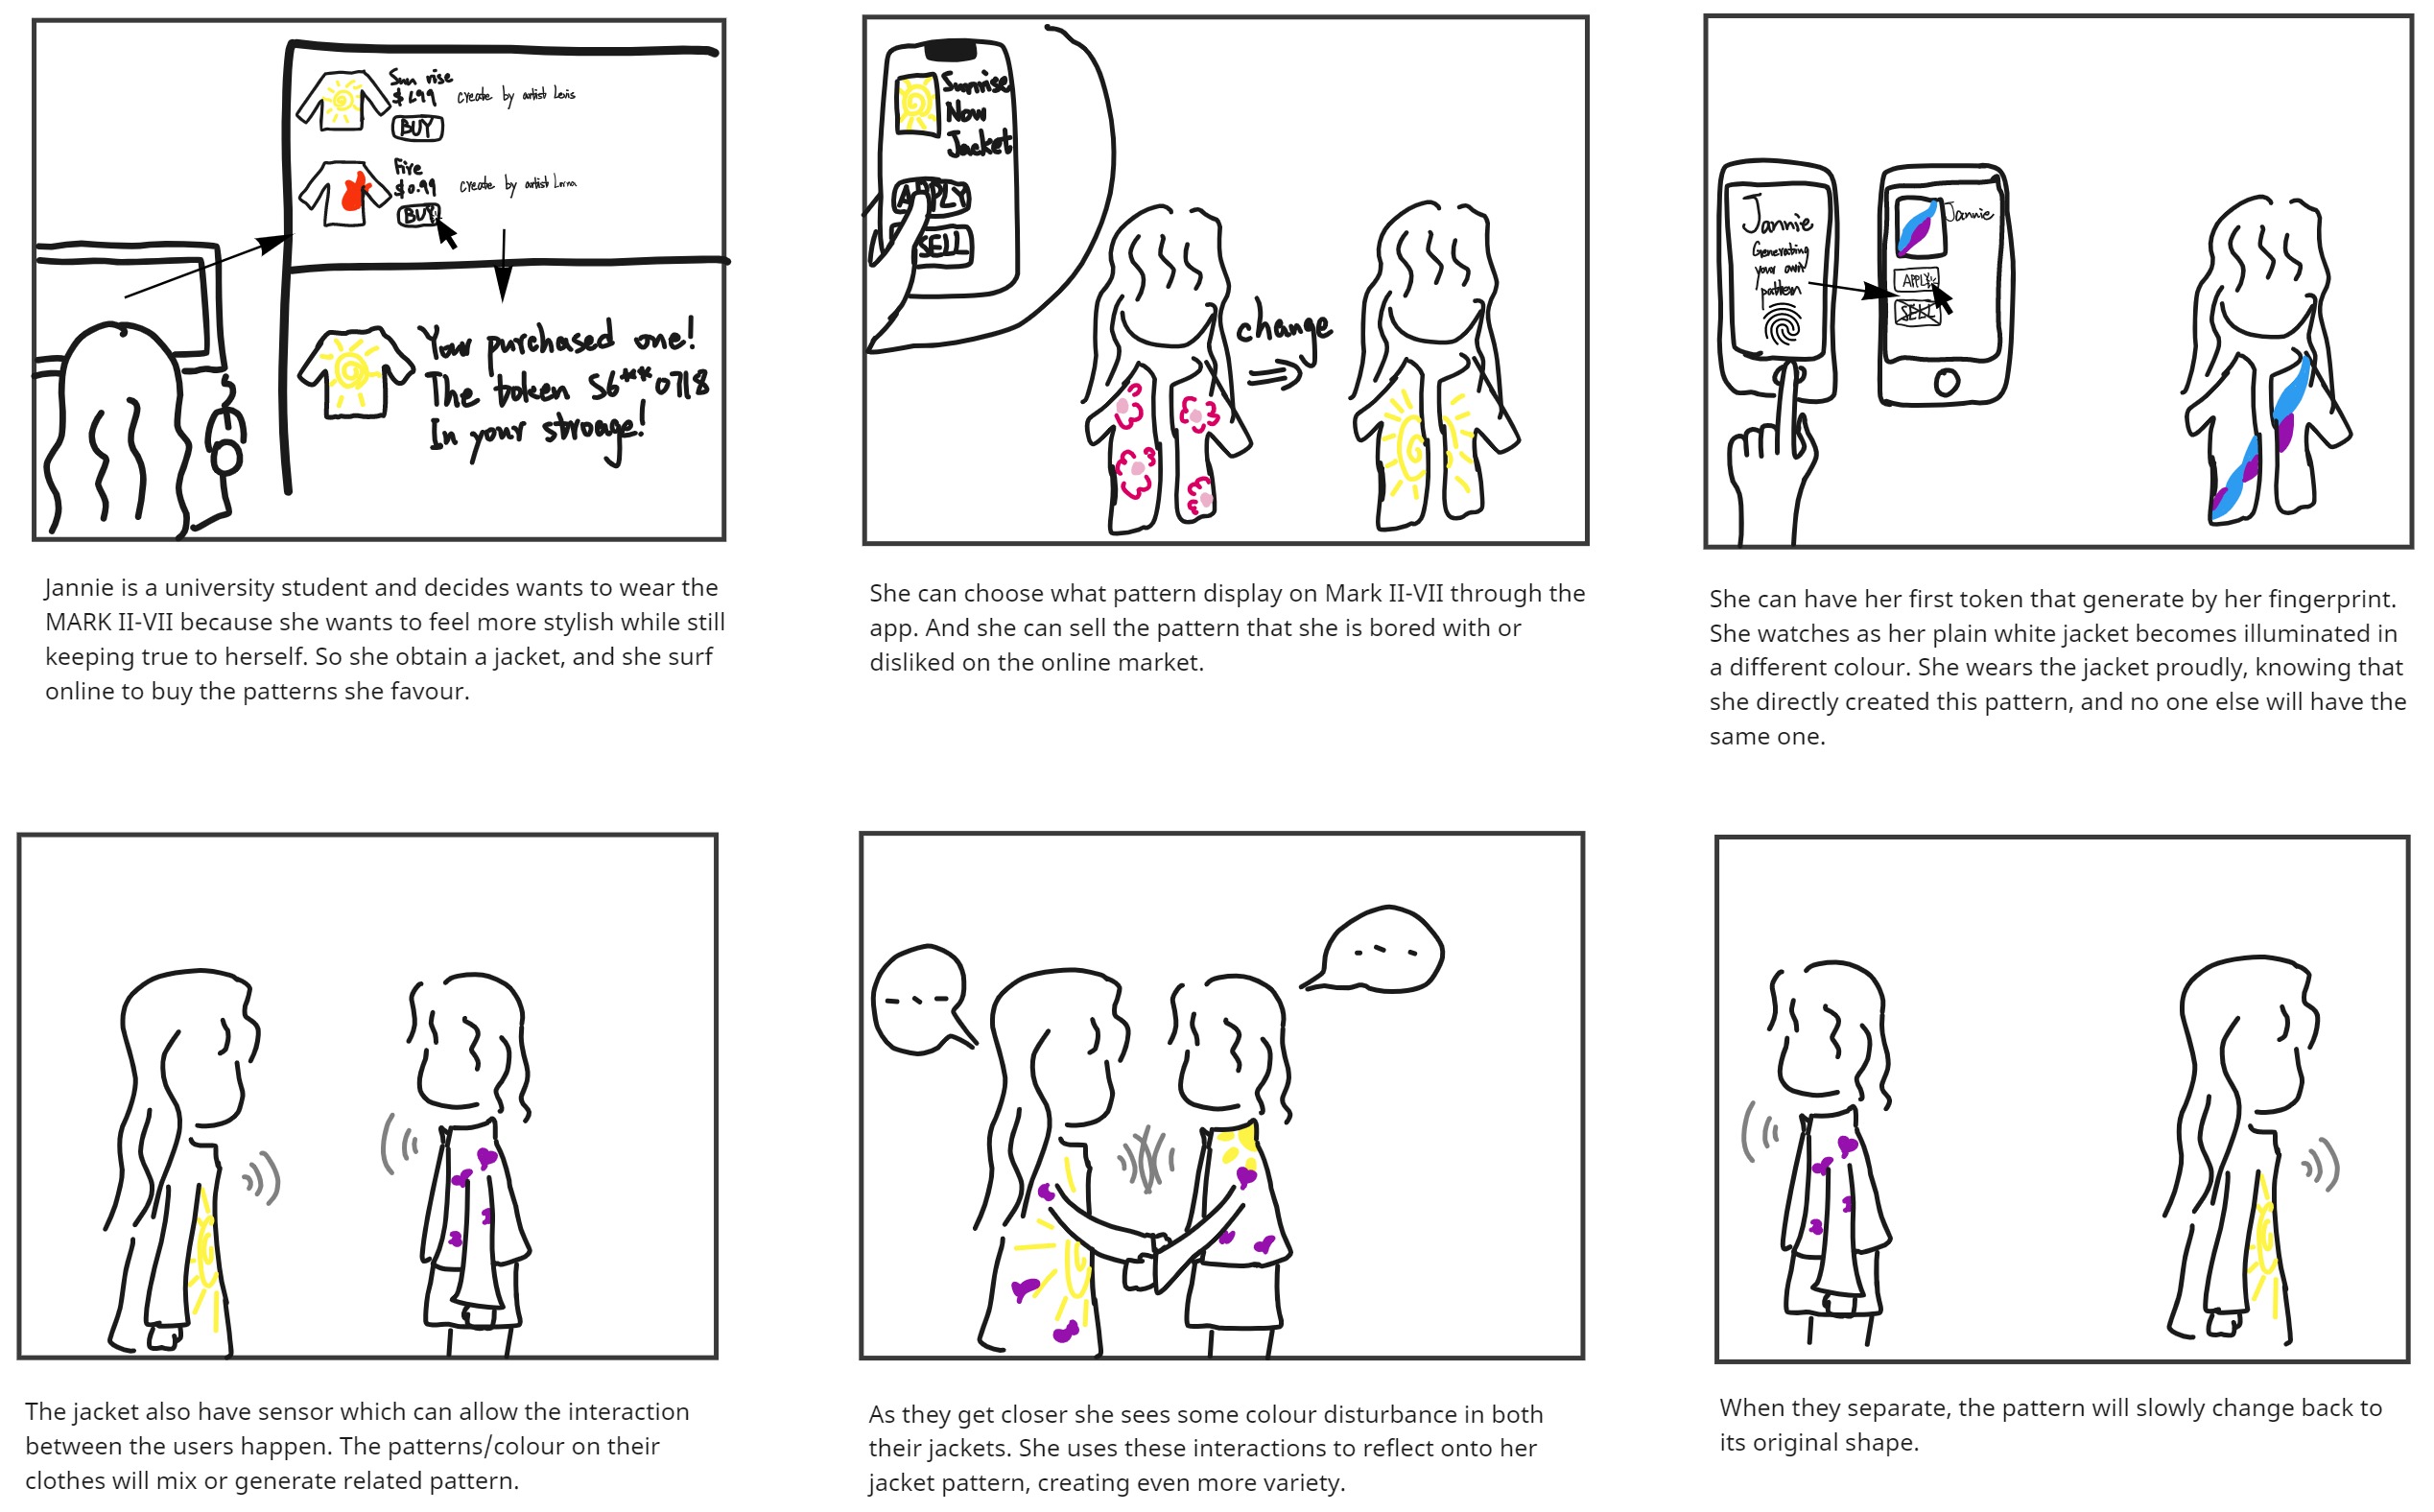 Sun rise
$1.99
create by artist Levis
BUY
Fire
$0.99
create by artist Lorna
BUY
Your purchased one!
The token S6**0718
In your stroage!
Jannie is a university student and decides wants to wear the
MARK II-VII because she wants to feel more stylish while still
keeping true to herself. So she obtain a jacket, and she surf
online to buy the patterns she favour.
Sunrise
Now
Jacket
APPLY
SELL
change
She can choose what pattern display on Mark II-VII through the
app. And she can sell the pattern that she is bored with or
disliked on the online market.
Jannie
Generating
your own
pattern
Jannie
APPLY
SELL
She can have her first token that generate by her fingerprint.
She watches as her plain white jacket becomes illuminated in
a different colour. She wears the jacket proudly, knowing that
she directly created this pattern, and no one else will have the
same one.
The jacket also have sensor which can allow the interaction
between the users happen. The patterns/colour on their
clothes will mix or generate related pattern.
As they get closer she sees some colour disturbance in both
their jackets. She uses these interactions to reflect onto her
jacket pattern, creating even more variety.
When they separate, the pattern will slowly change back to
its original shape.